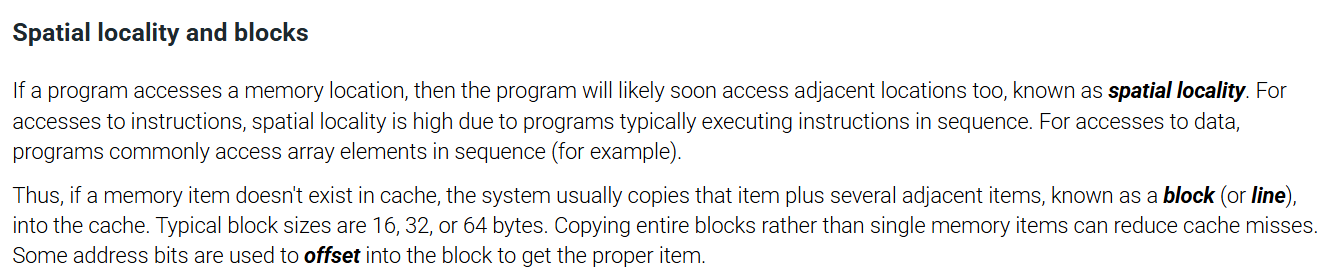 Spatial locality and blocks
If a program accesses a memory location, then the program will likely soon access adjacent locations too, known as spatial locality. For
accesses to instructions, spatial locality is high due to programs typically executing instructions in sequence. For accesses to data,
programs commonly access array elements in sequence (for example).
Thus, if a memory item doesn't exist in cache, the system usually copies that item plus several adjacent items, known as a block (or line),
into the cache. Typical block sizes are 16, 32, or 64 bytes. Copying entire blocks rather than single memory items can reduce cache misses.
Some address bits are used to offset into the block to get the proper item.